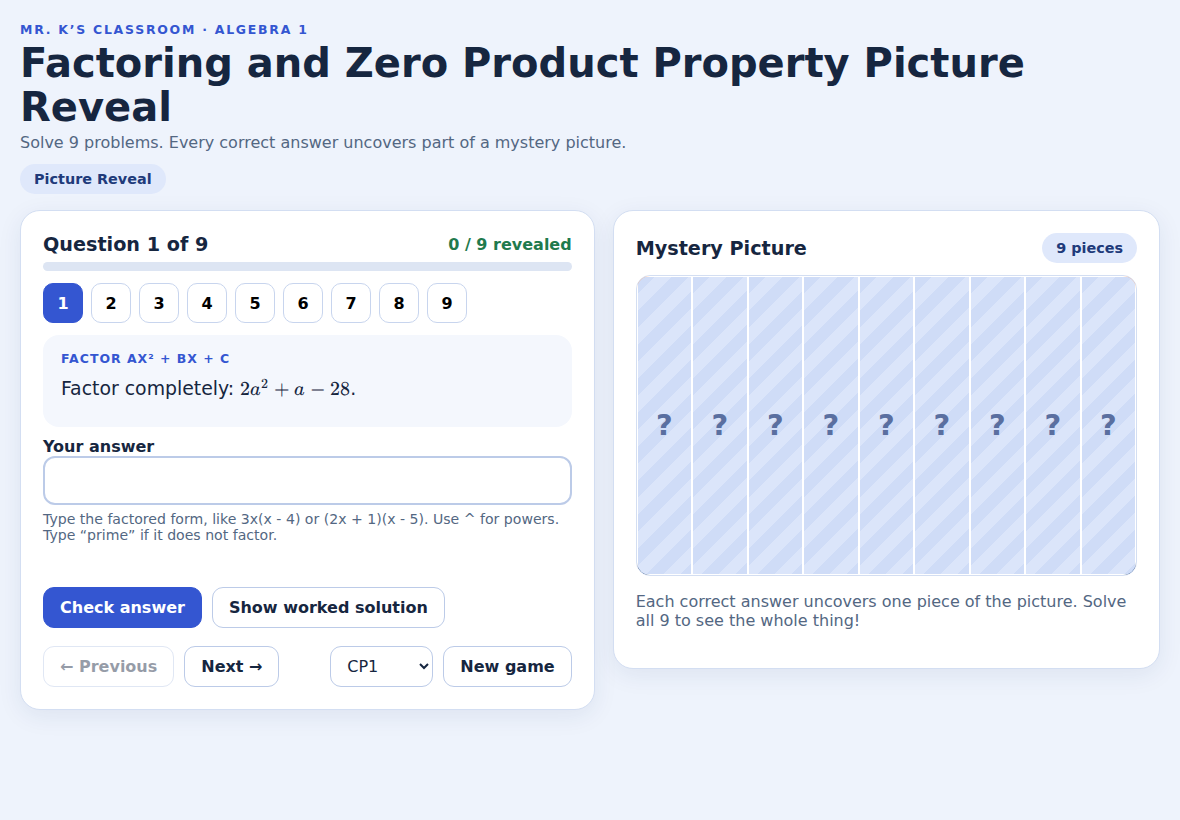 MR. K’S CLASSROOM · ALGEBRA 1
Factoring and Zero Product Property Picture
Reveal
Solve 9 problems. Every correct answer uncovers part of a mystery picture.
Picture Reveal
Question 1 of 9
0 / 9 revealed
1 2 3 4 5 6 7 8 9
FACTOR AX² + BX + C
Factor completely: 2a² + a − 28.
Your answer
Type the factored form, like 3x(x - 4) or (2x + 1)(x - 5). Use ^ for powers.
Type “prime” if it does not factor.
Check answer
Show worked solution
← Previous
Next →
CP1
New game
Mystery Picture
9 pieces
? ? ? ? ? ? ? ? ?
Each correct answer uncovers one piece of the picture. Solve
all 9 to see the whole thing!